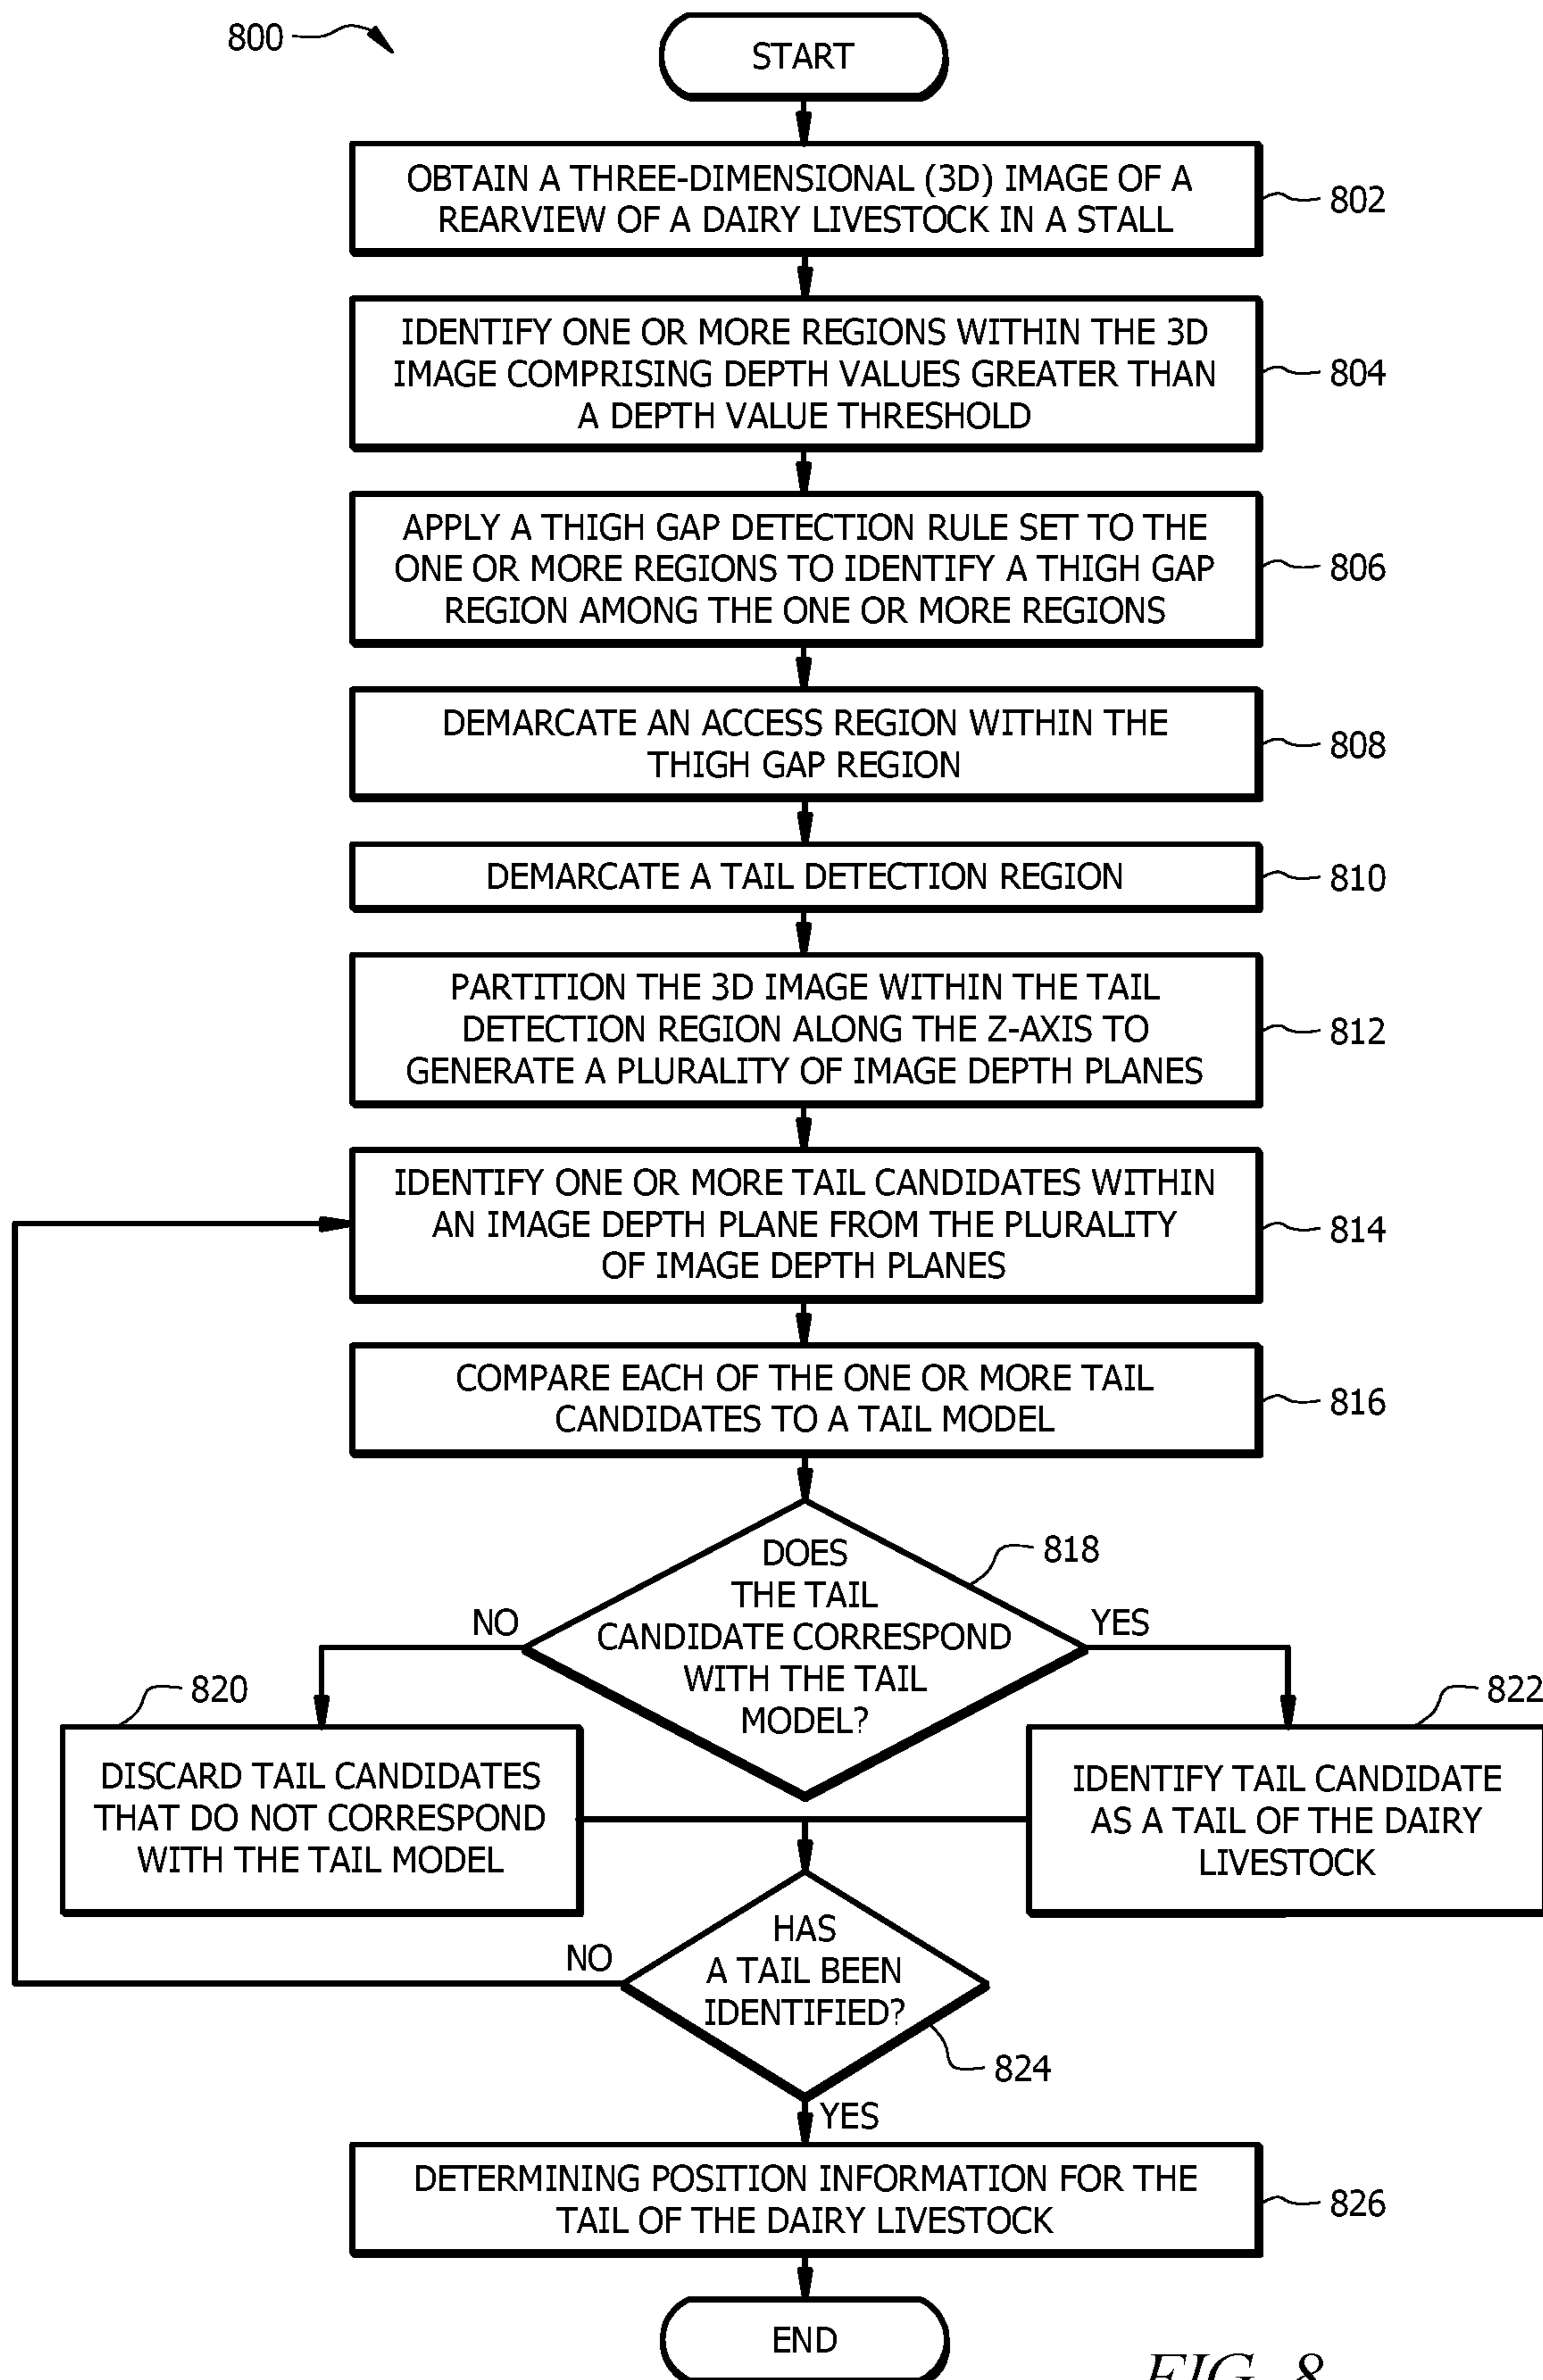 800
START
OBTAIN A THREE-DIMENSIONAL (3D) IMAGE OF A
REARVIEW OF A DAIRY LIVESTOCK IN A STALL
802
IDENTIFY ONE OR MORE REGIONS WITHIN THE 3D
IMAGE COMPRISING DEPTH VALUES GREATER THAN
A DEPTH VALUE THRESHOLD
804
APPLY A THIGH GAP DETECTION RULE SET TO THE
ONE OR MORE REGIONS TO IDENTIFY A THIGH GAP
REGION AMONG THE ONE OR MORE REGIONS
806
DEMARCATE AN ACCESS REGION WITHIN THE
THIGH GAP REGION
808
DEMARCATE A TAIL DETECTION REGION
810
PARTITION THE 3D IMAGE WITHIN THE TAIL
DETECTION REGION ALONG THE Z-AXIS TO
GENERATE A PLURALITY OF IMAGE DEPTH PLANES
812
IDENTIFY ONE OR MORE TAIL CANDIDATES WITHIN
AN IMAGE DEPTH PLANE FROM THE PLURALITY
OF IMAGE DEPTH PLANES
814
COMPARE EACH OF THE ONE OR MORE TAIL
CANDIDATES TO A TAIL MODEL
816
DOES
THE TAIL
CANDIDATE CORRESPOND
WITH THE TAIL
MODEL?
818
NO
YES
820
DISCARD TAIL CANDIDATES
THAT DO NOT CORRESPOND
WITH THE TAIL MODEL
822
IDENTIFY TAIL CANDIDATE
AS A TAIL OF THE DAIRY
LIVESTOCK
HAS
A TAIL BEEN
IDENTIFIED?
NO
824
YES
DETERMINING POSITION INFORMATION FOR THE
TAIL OF THE DAIRY LIVESTOCK
826
END
FIG. 8